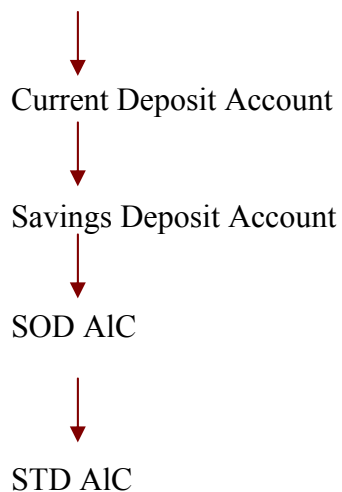 Current Deposit Account
Savings Deposit Account
SOD AlC
STD AlC